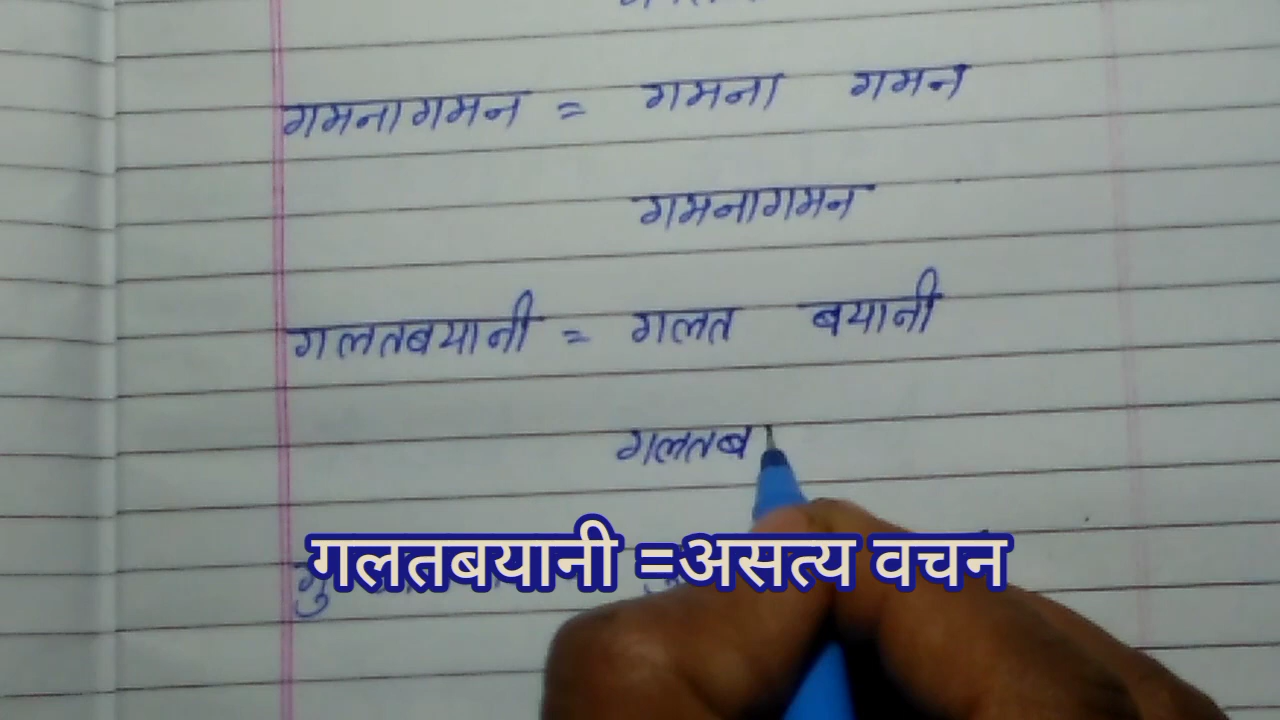 गमनागमन = गमना गमन
गमनागमन
गलतबयानी = गलत बयानी
गलतब
गलतबयानी =असत्य वचन